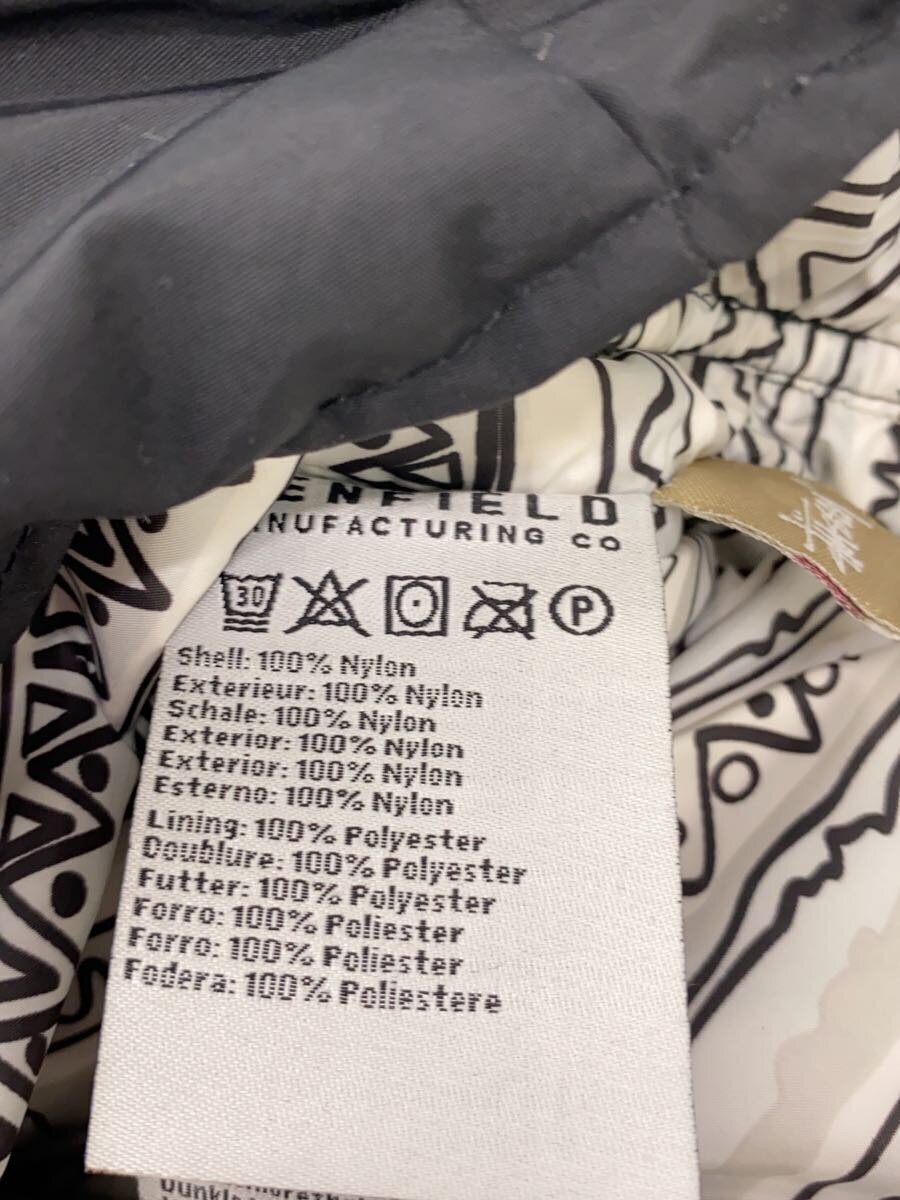 ENFIELD
MANUFACTURING CO
30
P
Shell: 100% Nylon
Exterieur: 100% Nylon
Schale: 100% Nylon
Exterior: 100% Nylon
Exterior: 100% Nylon
Esterno: 100% Nylon
Lining: 100% Polyester
Doublure: 100% Polyester
Futter: 100% Polyester
Forro: 100% Poliester
Forro: 100% Poliester
Fodera: 100% Poliestere